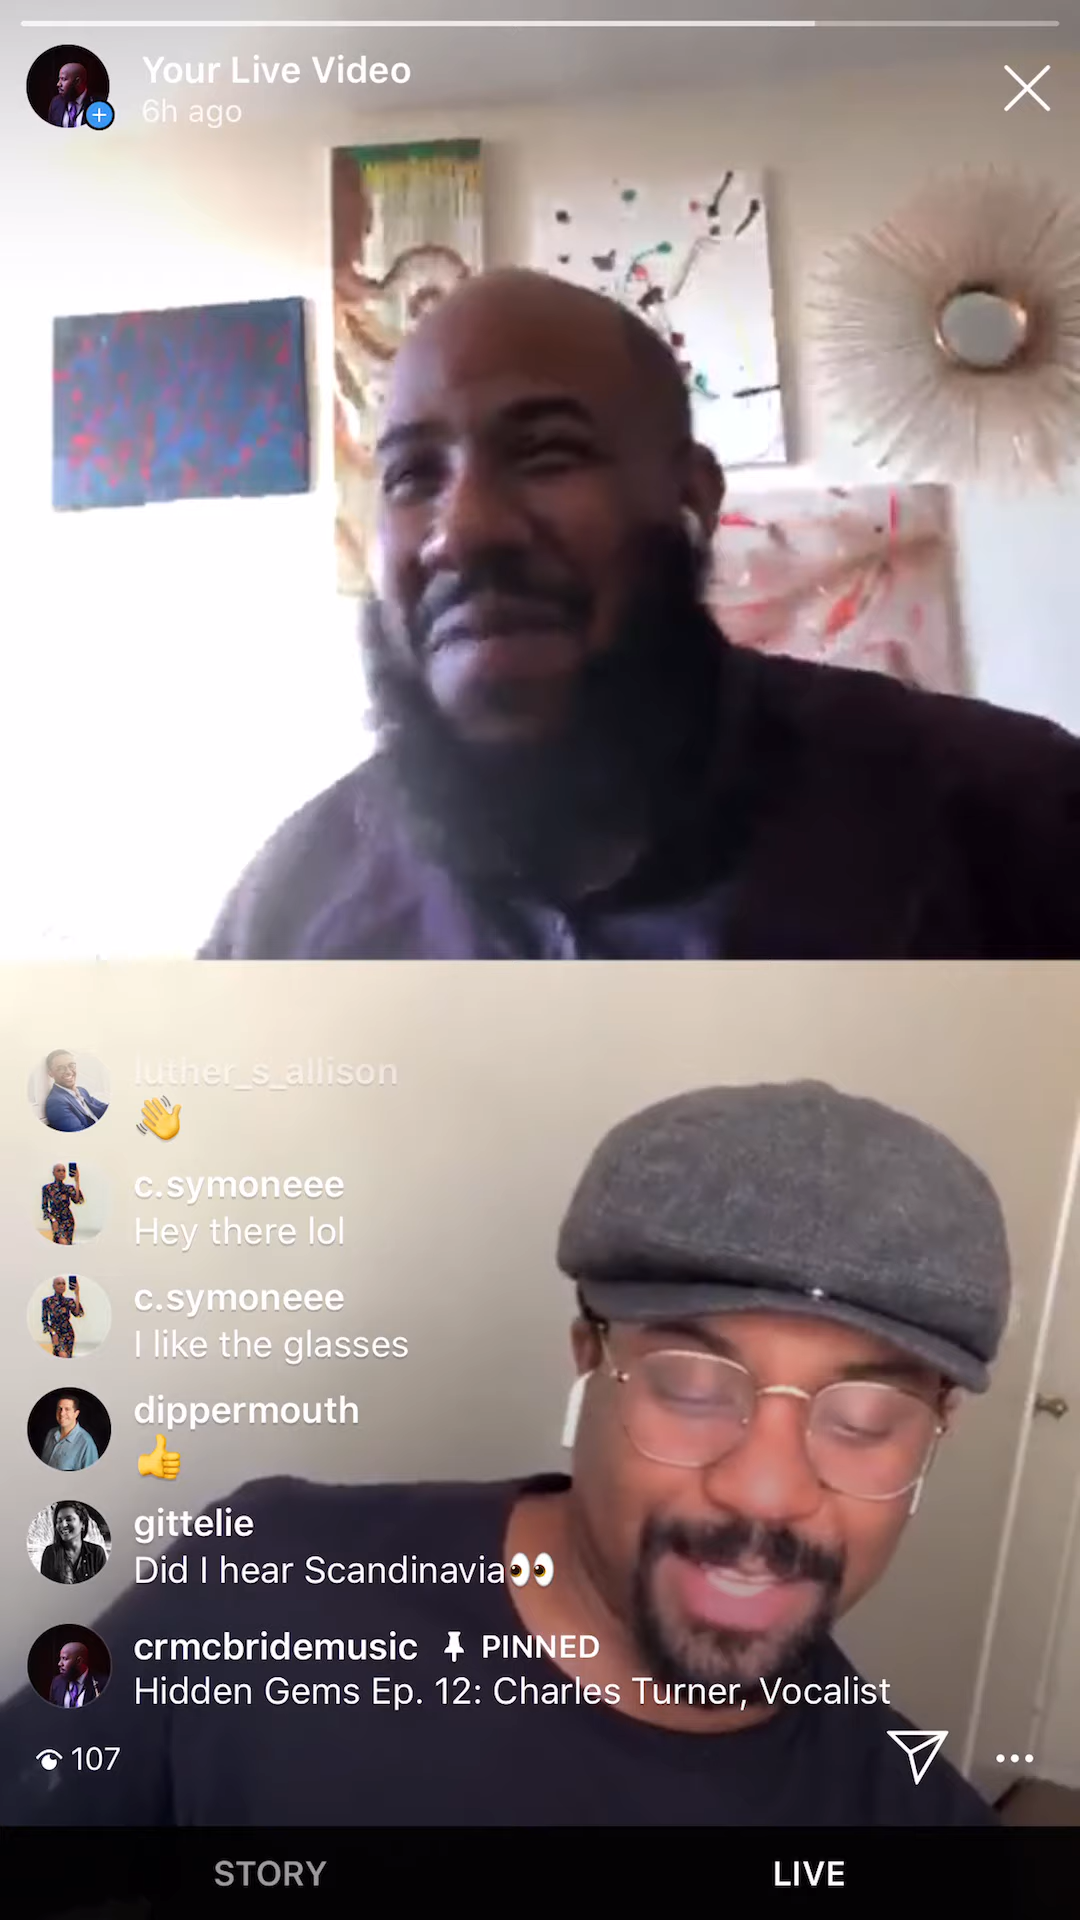 Your Live Video
6h ago
luther_s_allison
👋
c.symoneee
Hey there lol
c.symoneee
I like the glasses
dippermouth
👍
gittelie
Did I hear Scandinavia👀
crmcbridemusic PINNED
Hidden Gems Ep. 12: Charles Turner, Vocalist
107
STORY
LIVE